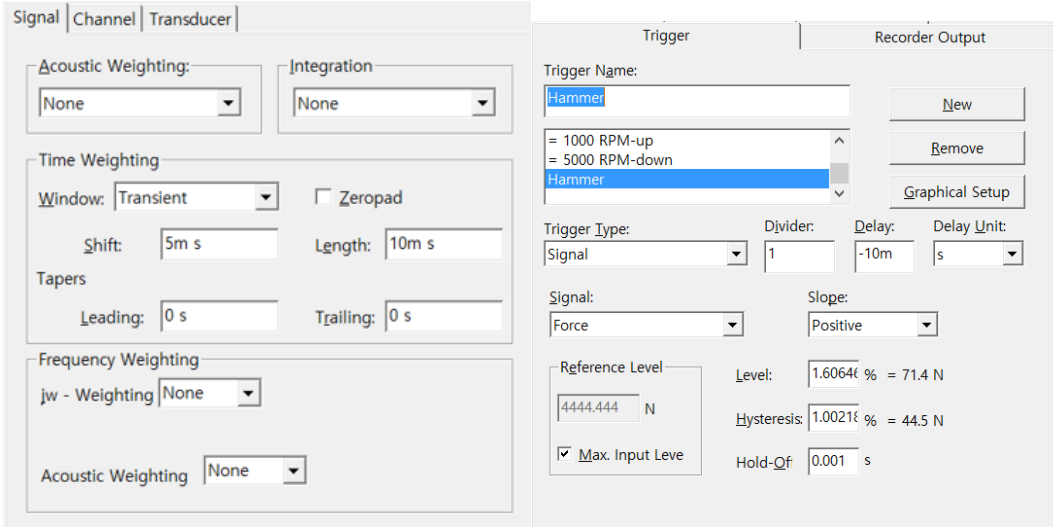 Signal Channel Transducer
Acoustic Weighting: Integration
None None
Time Weighting
Window: Transient Zeropad
Shift: 5m s Length: 10m s
Tapers
Leading: 0 s Trailing: 0 s
Frequency Weighting
jw - Weighting None
Acoustic Weighting None
Trigger Recorder Output
Trigger Name:
Hammer New
= 1000 RPM-up
= 5000 RPM-down Remove
Hammer
Graphical Setup
Trigger Type: Divider: Delay: Delay Unit:
Signal 1 -10m s
Signal: Slope:
Force Positive
Reference Level
Level: 1.60646 % = 71.4 N
4444.444 N
Hysteresis: 1.00218 % = 44.5 N
Max. Input Leve
Hold-Of 0.001 s